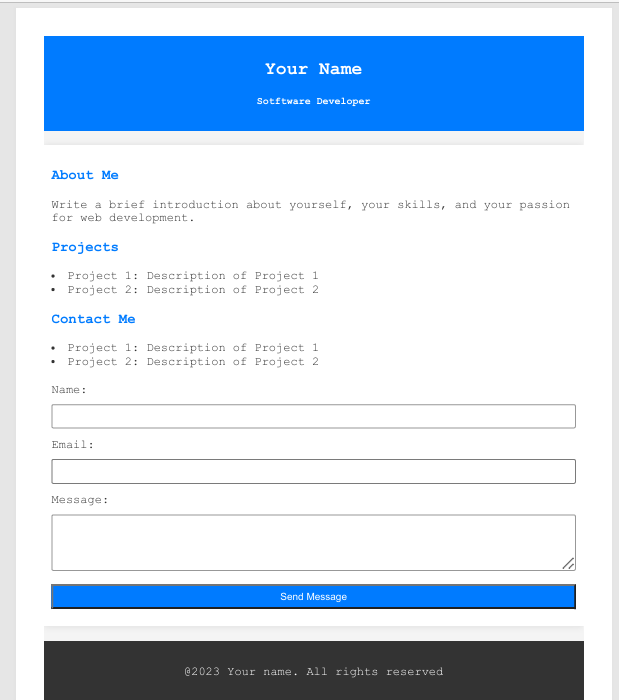 Your Name
Sotftware Developer
About Me
Write a brief introduction about yourself, your skills, and your passion
for web development.
Projects
• Project 1: Description of Project 1
• Project 2: Description of Project 2
Contact Me
• Project 1: Description of Project 1
• Project 2: Description of Project 2
Name:
Email:
Message:
Send Message
@2023 Your name. All rights reserved